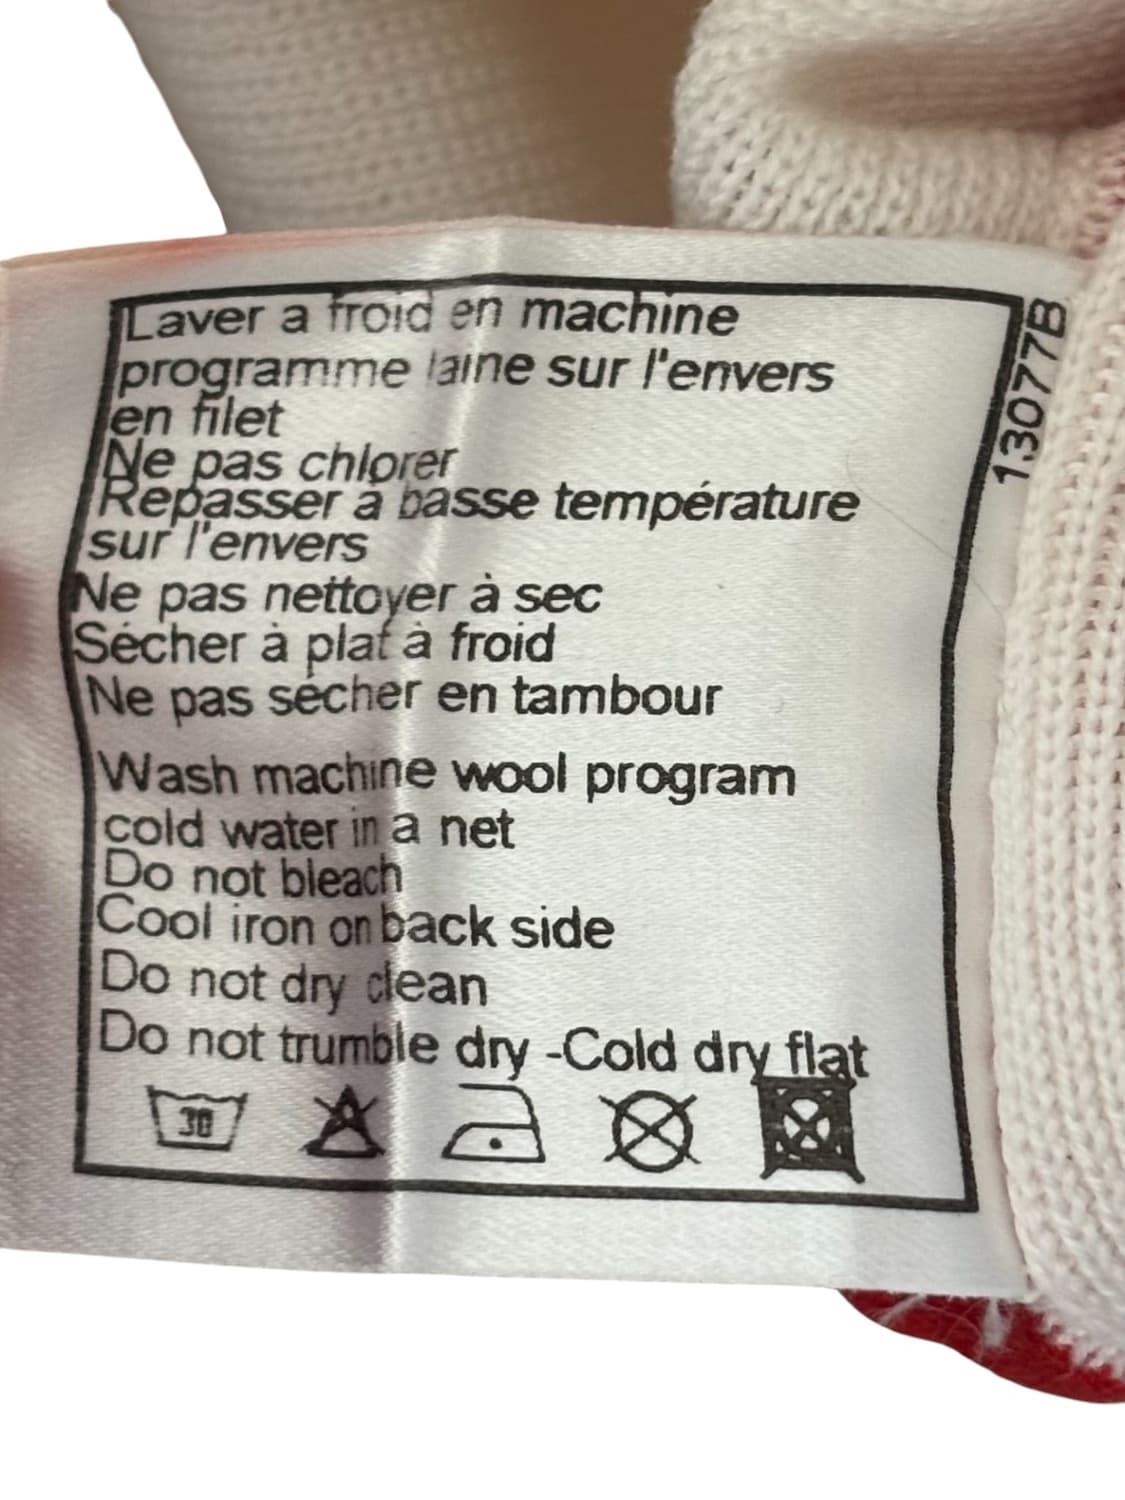 Laver a froid en machine
programme laine sur l'envers
en filet
Ne pas chlorer
Repasser à basse température
sur l'envers
Ne pas nettoyer à sec
Sécher à plat à froid
Ne pas sécher en tambour
Wash machine wool program
cold water in a net
Do not bleach
Cool iron on back side
Do not dry clean
Do not trumble dry -Cold dry flat
30
13077B